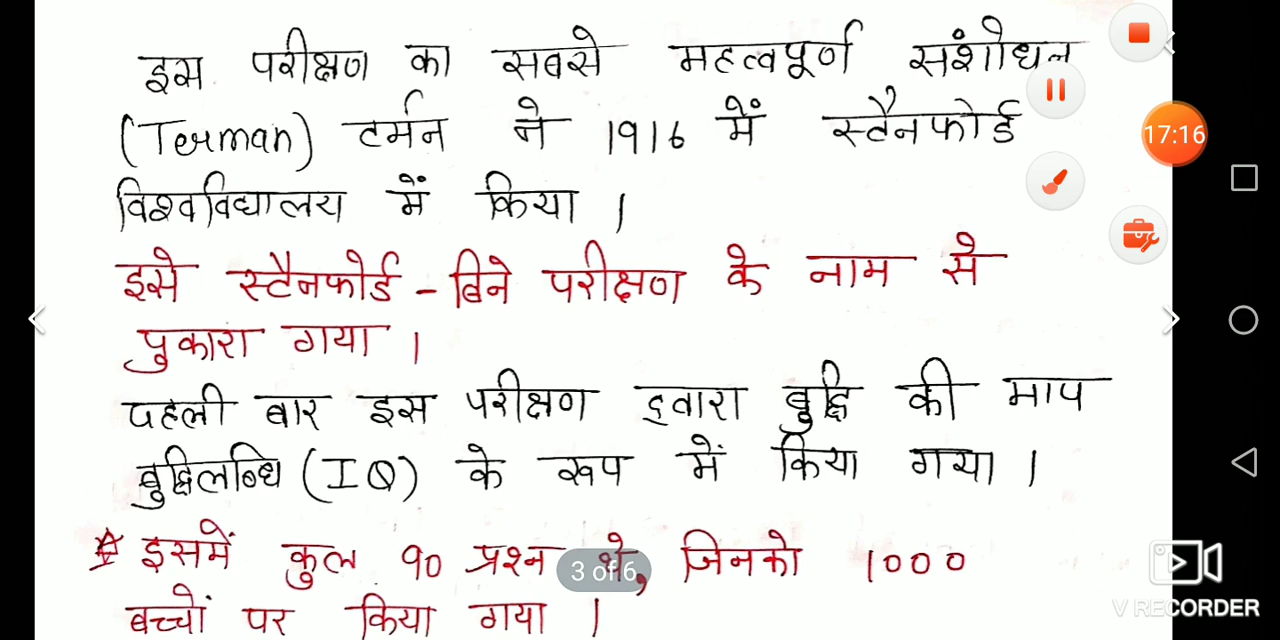 इस परीक्षण का सबसे महत्वपूर्ण संशोधन
(Terman) टर्मन ने 1916 में स्टैनफोर्ड
17:16
विश्वविद्यालय में किया ।
इसे स्टैनफोर्ड - बिने परीक्षण के नाम से
पुकारा गया ।
पहली बार इस परीक्षण द्वारा बुद्धि की माप
बुद्धिलब्धि (IQ) के रूप में किया गया ।
इसमें कुल 90 प्रश्न थे, जिनको 1000
3 of 6
बच्चों पर किया गया ।
V RECORDER